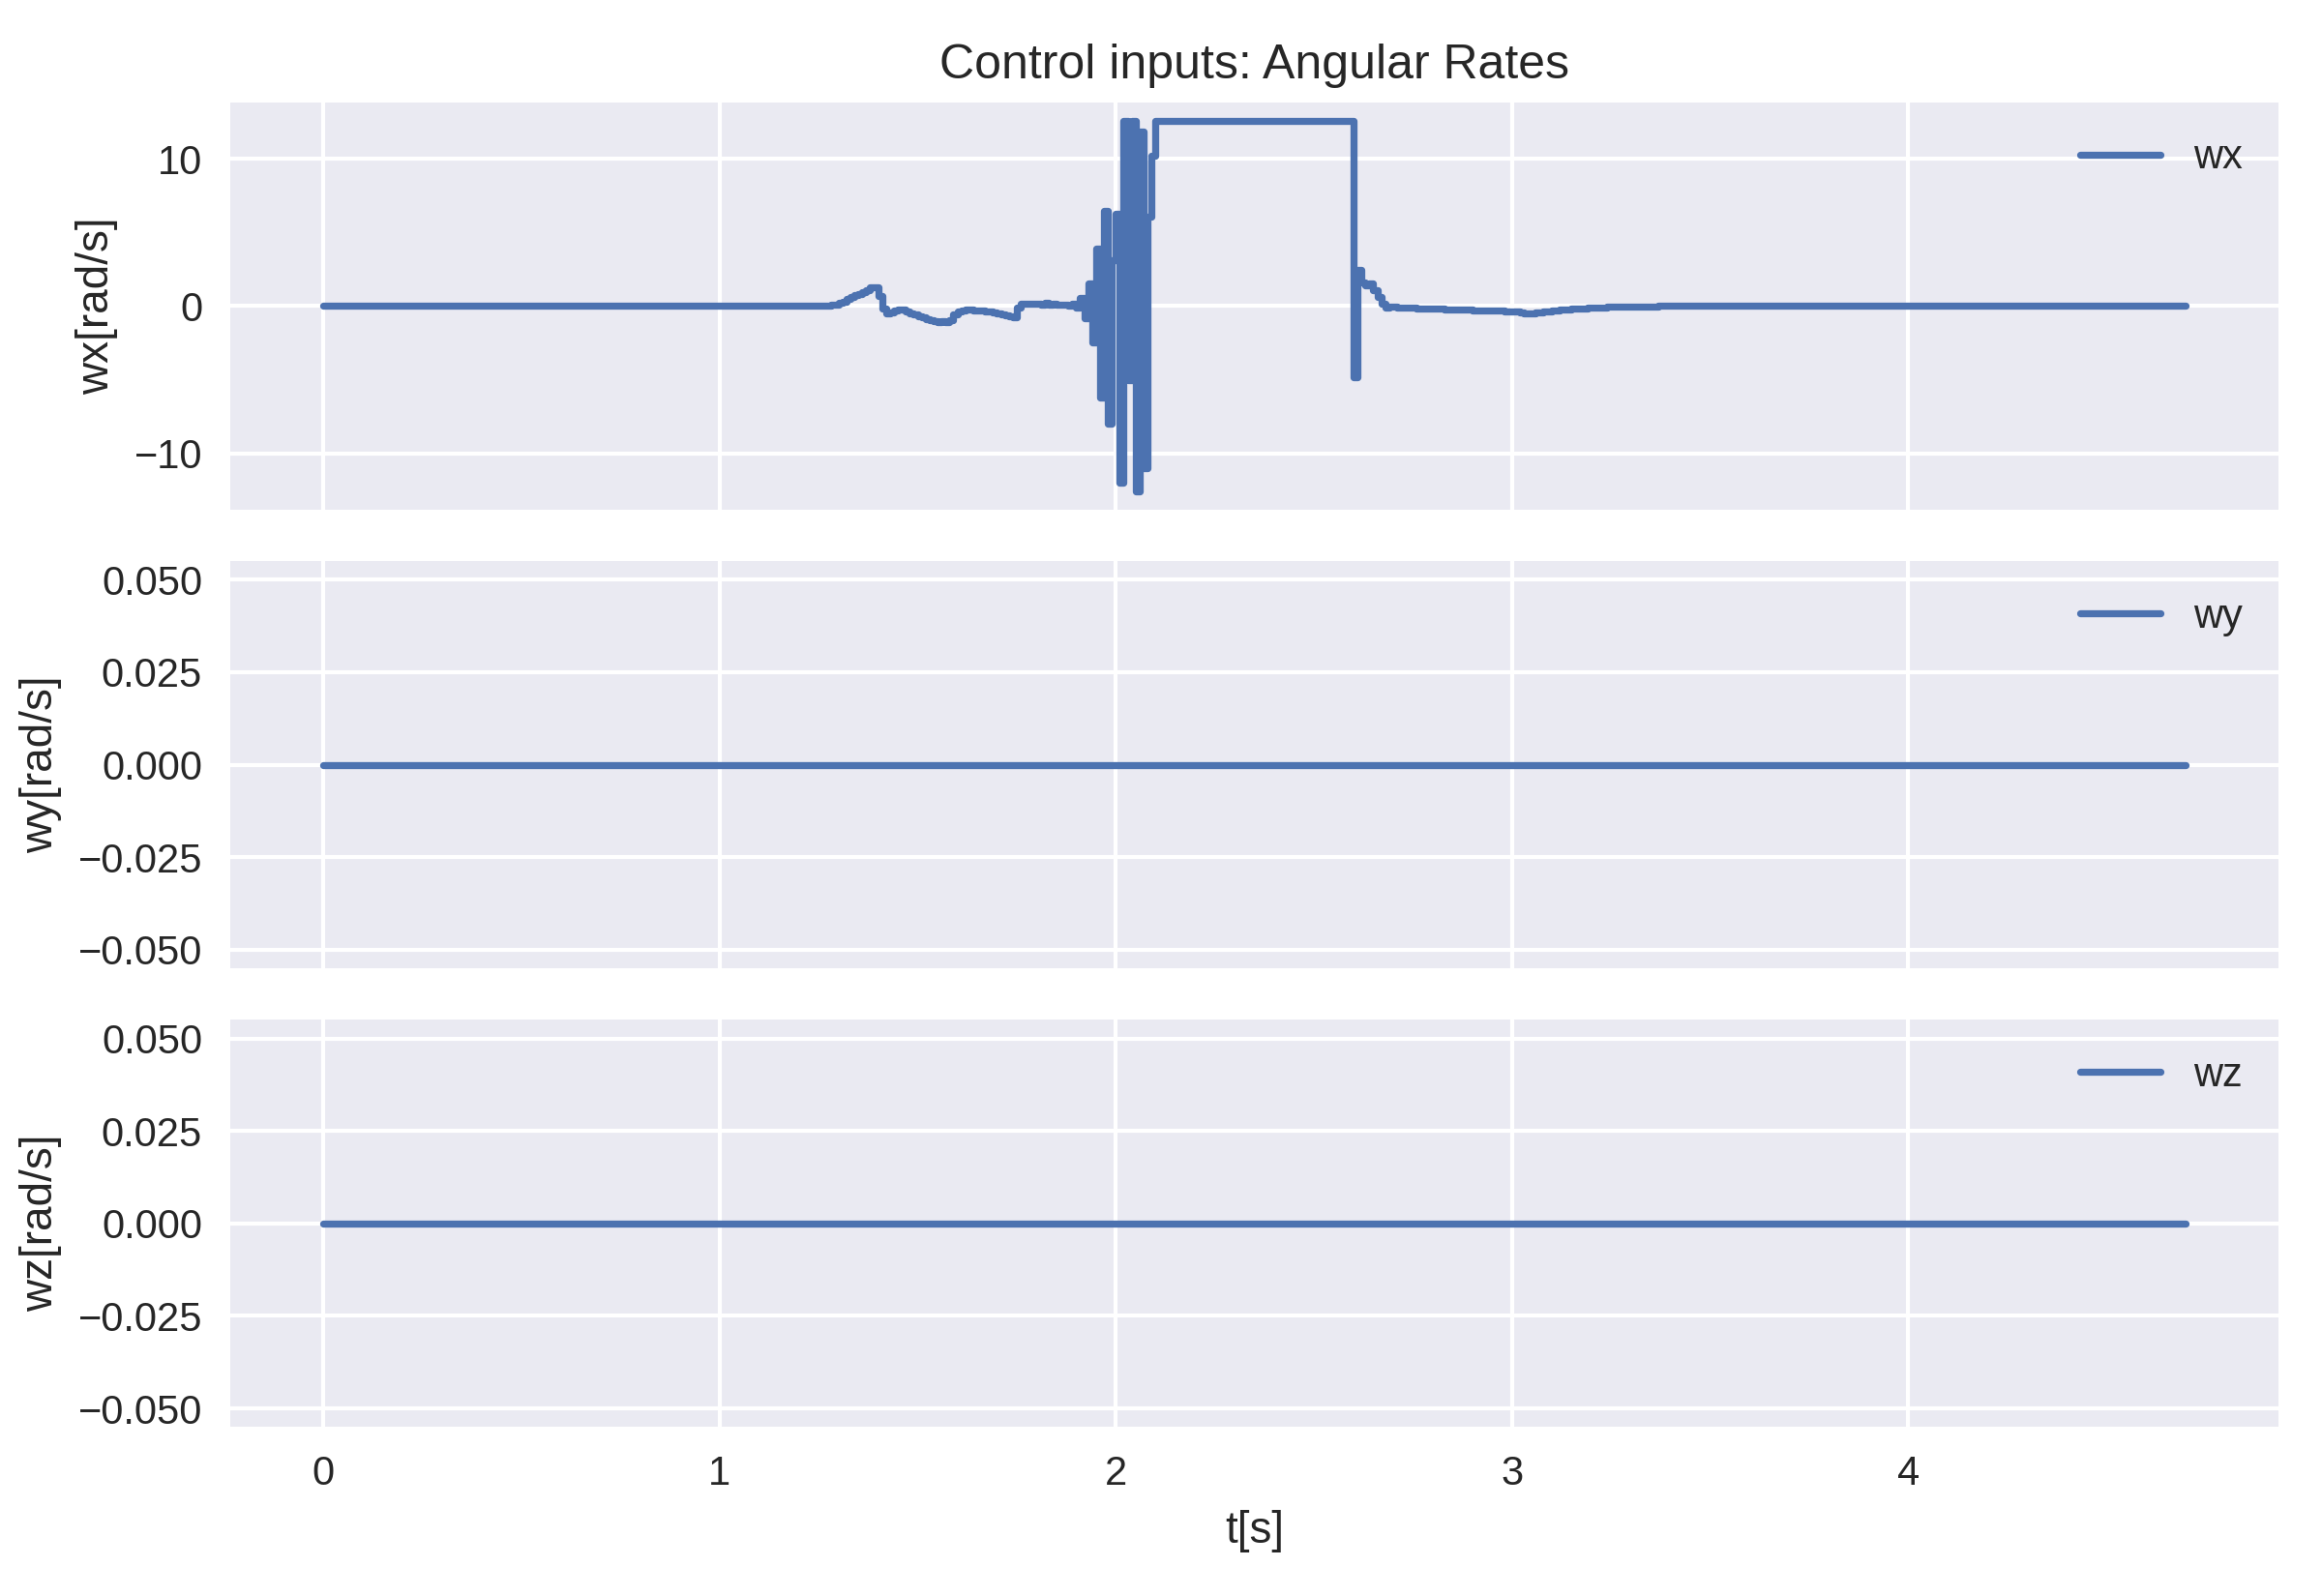 Control inputs: Angular Rates
10
0
−10
wx[rad/s]
wx
0.050
0.025
0.000
−0.025
−0.050
wy[rad/s]
wy
0.050
0.025
0.000
−0.025
−0.050
wz[rad/s]
wz
0 1 2 3 4
t[s]